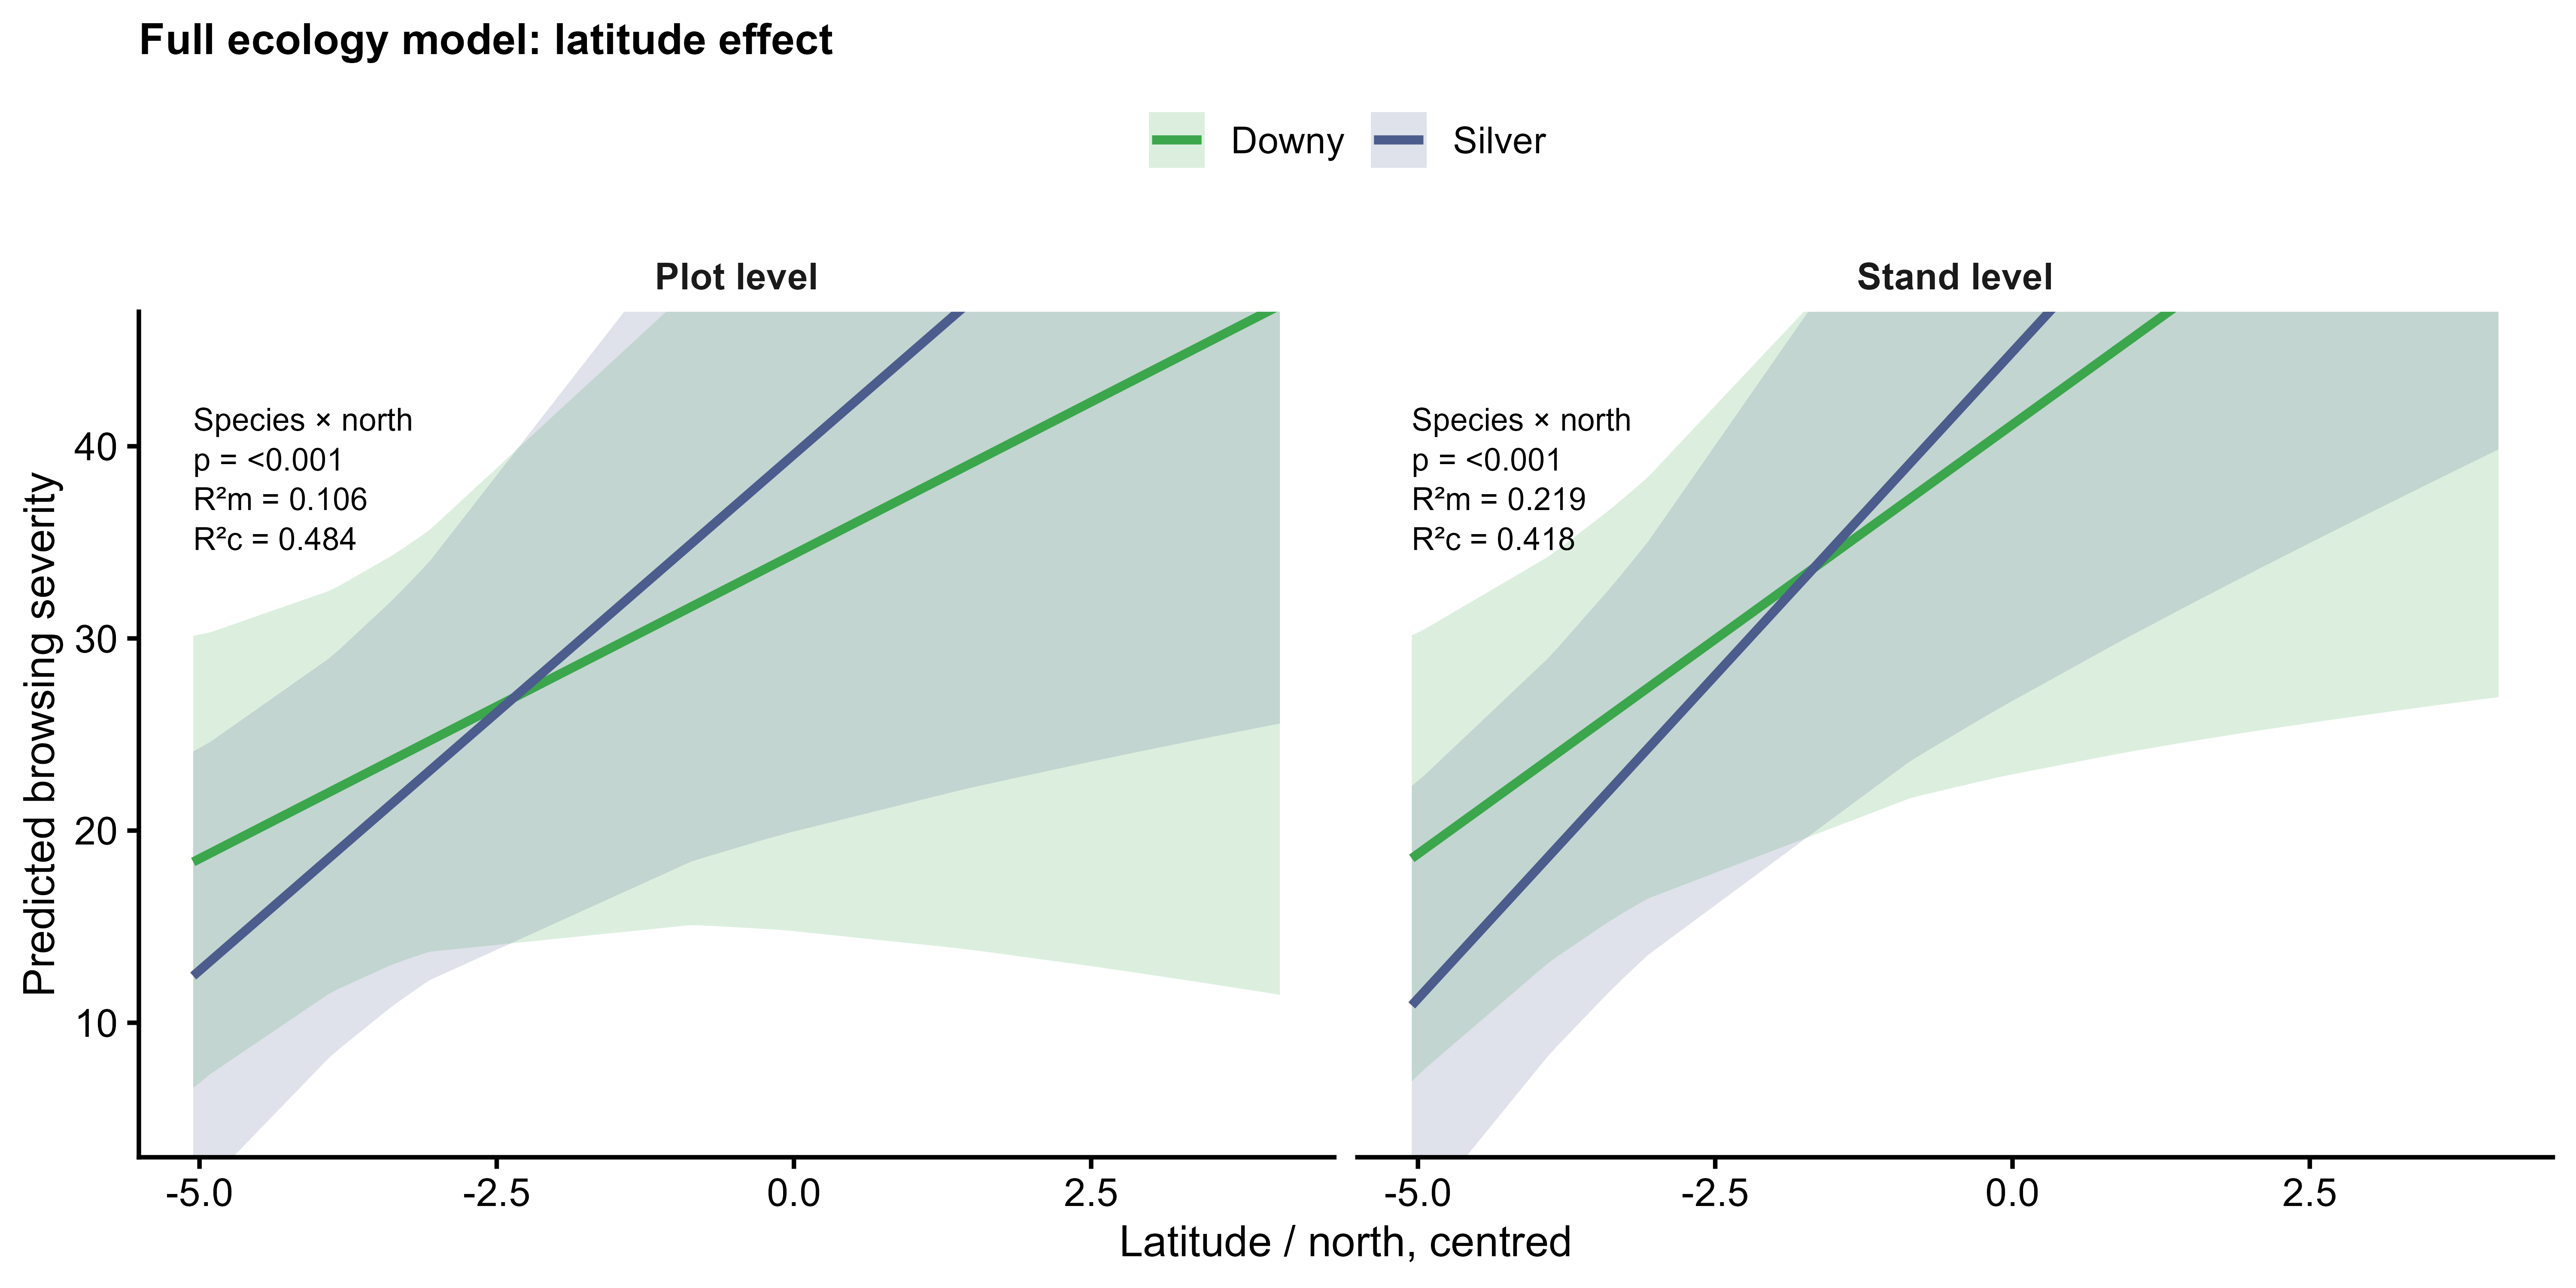 Full ecology model: latitude effect
Downy
Silver
Plot level
Stand level
Predicted browsing severity
40
30
20
10
Species × north
p = <0.001
R²m = 0.106
R²c = 0.484
Species × north
p = <0.001
R²m = 0.219
R²c = 0.418
-5.0
-2.5
0.0
2.5
-5.0
-2.5
0.0
2.5
Latitude / north, centred